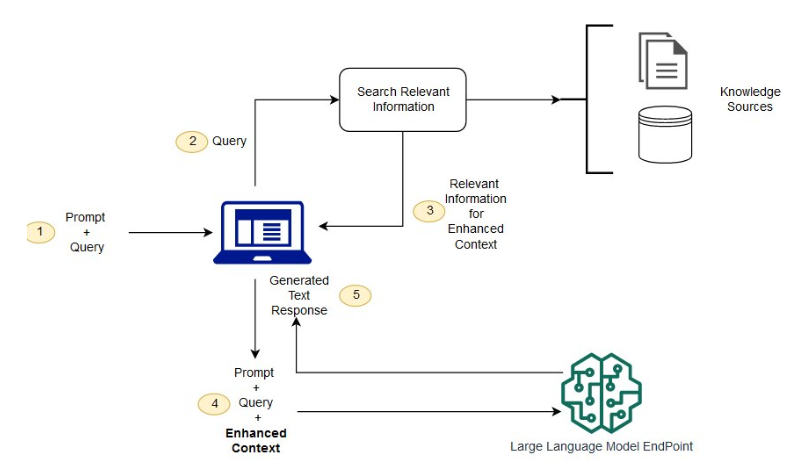 Search Relevant
Information
Knowledge
Sources
2
Query
3
Relevant
Information
for
Enhanced
Context
1
Prompt
+
Query
Generated
Text
Response
5
4
Prompt
+
Query
+
Enhanced
Context
Large Language Model EndPoint